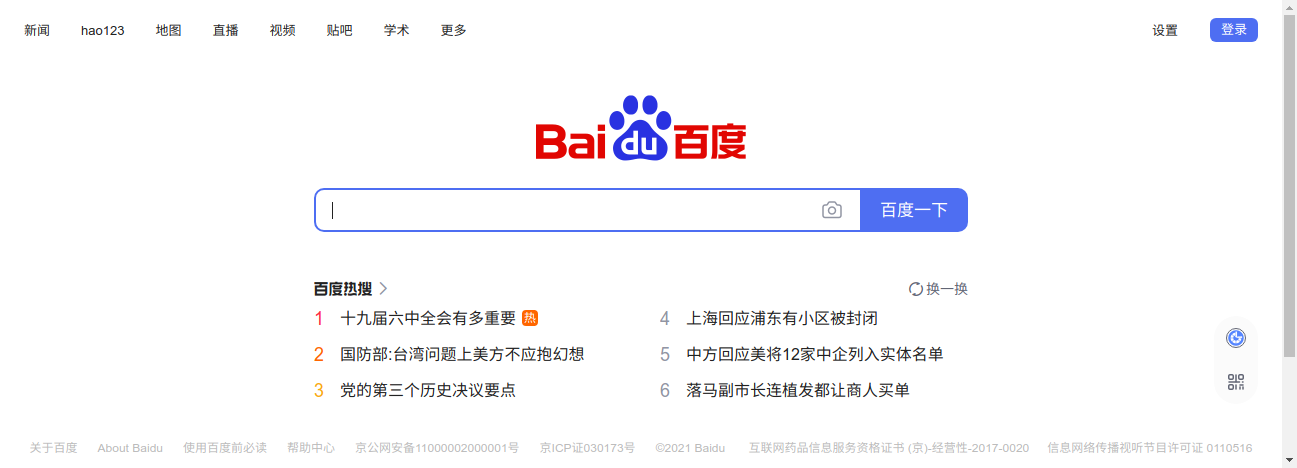 新闻 hao123 地图 直播 视频 贴吧 学术 更多 设置 登录
Bai du 百度
百度一下
百度热搜 换一换
1 十九届六中全会有多重要 热
2 国防部:台湾问题上美方不应抱幻想
3 党的第三个历史决议要点
4 上海回应浦东有小区被封闭
5 中方回应美将12家中企列入实体名单
6 落马副市长连植发都让商人买单
关于百度 About Baidu 使用百度前必读 帮助中心 京公网安备11000002000001号 京ICP证030173号 ©2021 Baidu 互联网药品信息服务资格证书 (京)-经营性-2017-0020 信息网络传播视听节目许可证 0110516